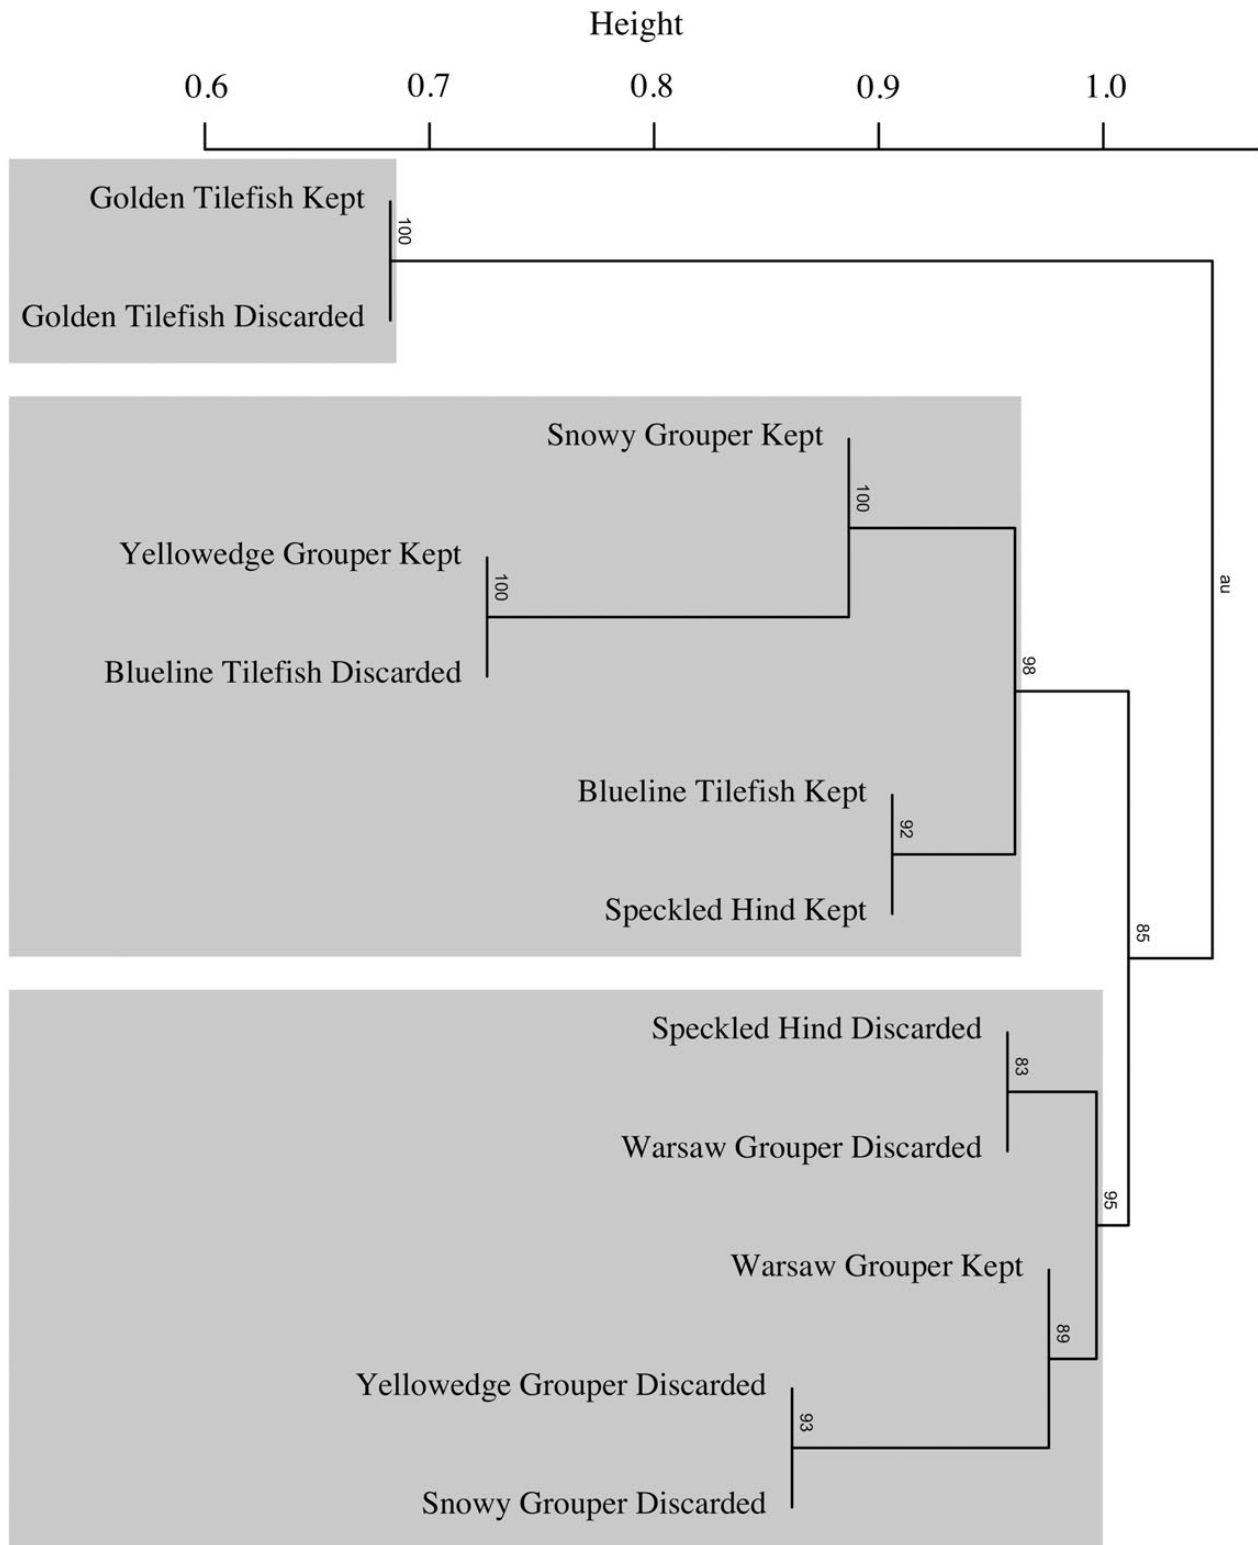 Height
0.6 0.7 0.8 0.9 1.0
Golden Tilefish Kept
100
Golden Tilefish Discarded
Snowy Grouper Kept
100
Yellowedge Grouper Kept
100
au
Blueline Tilefish Discarded
98
Blueline Tilefish Kept
92
Speckled Hind Kept
85
Speckled Hind Discarded
83
Warsaw Grouper Discarded
95
Warsaw Grouper Kept
89
Yellowedge Grouper Discarded
93
Snowy Grouper Discarded